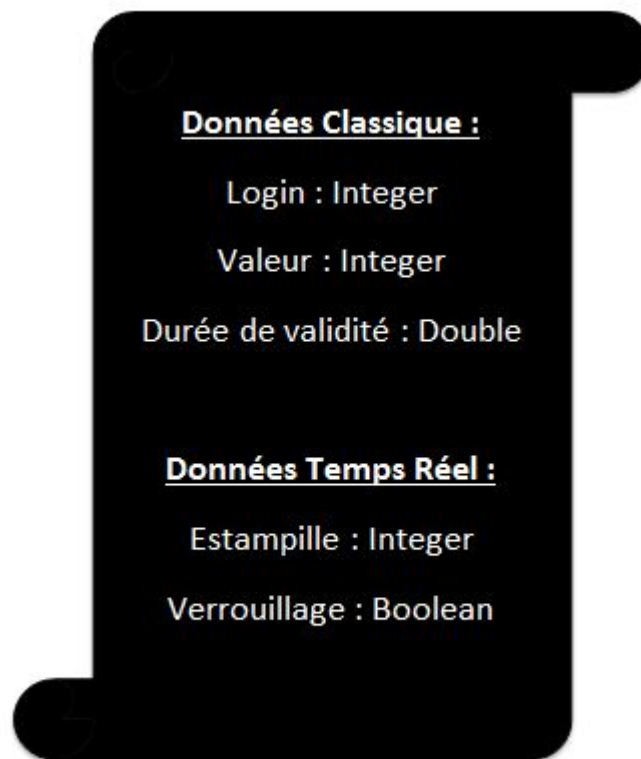 Données Classique :
Login : Integer
Valeur : Integer
Durée de validité : Double
Données Temps Réel :
Estampille : Integer
Verrouillage : Boolean